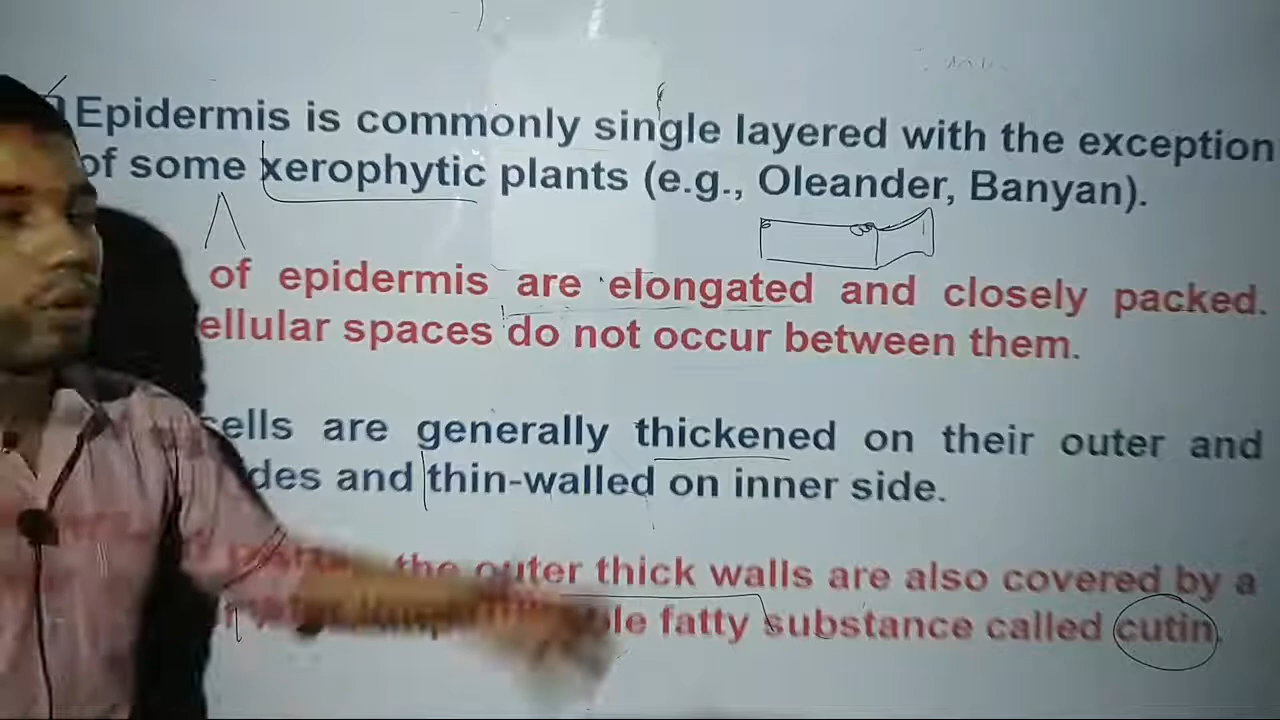 Epidermis is commonly single layered with the exception
of some xerophytic plants (e.g., Oleander, Banyan).
of epidermis are elongated and closely packed.
ellular spaces do not occur between them.
cells are generally thickened on their outer and
des and thin-walled on inner side.
the outer thick walls are also covered by a
le fatty substance called cutin.